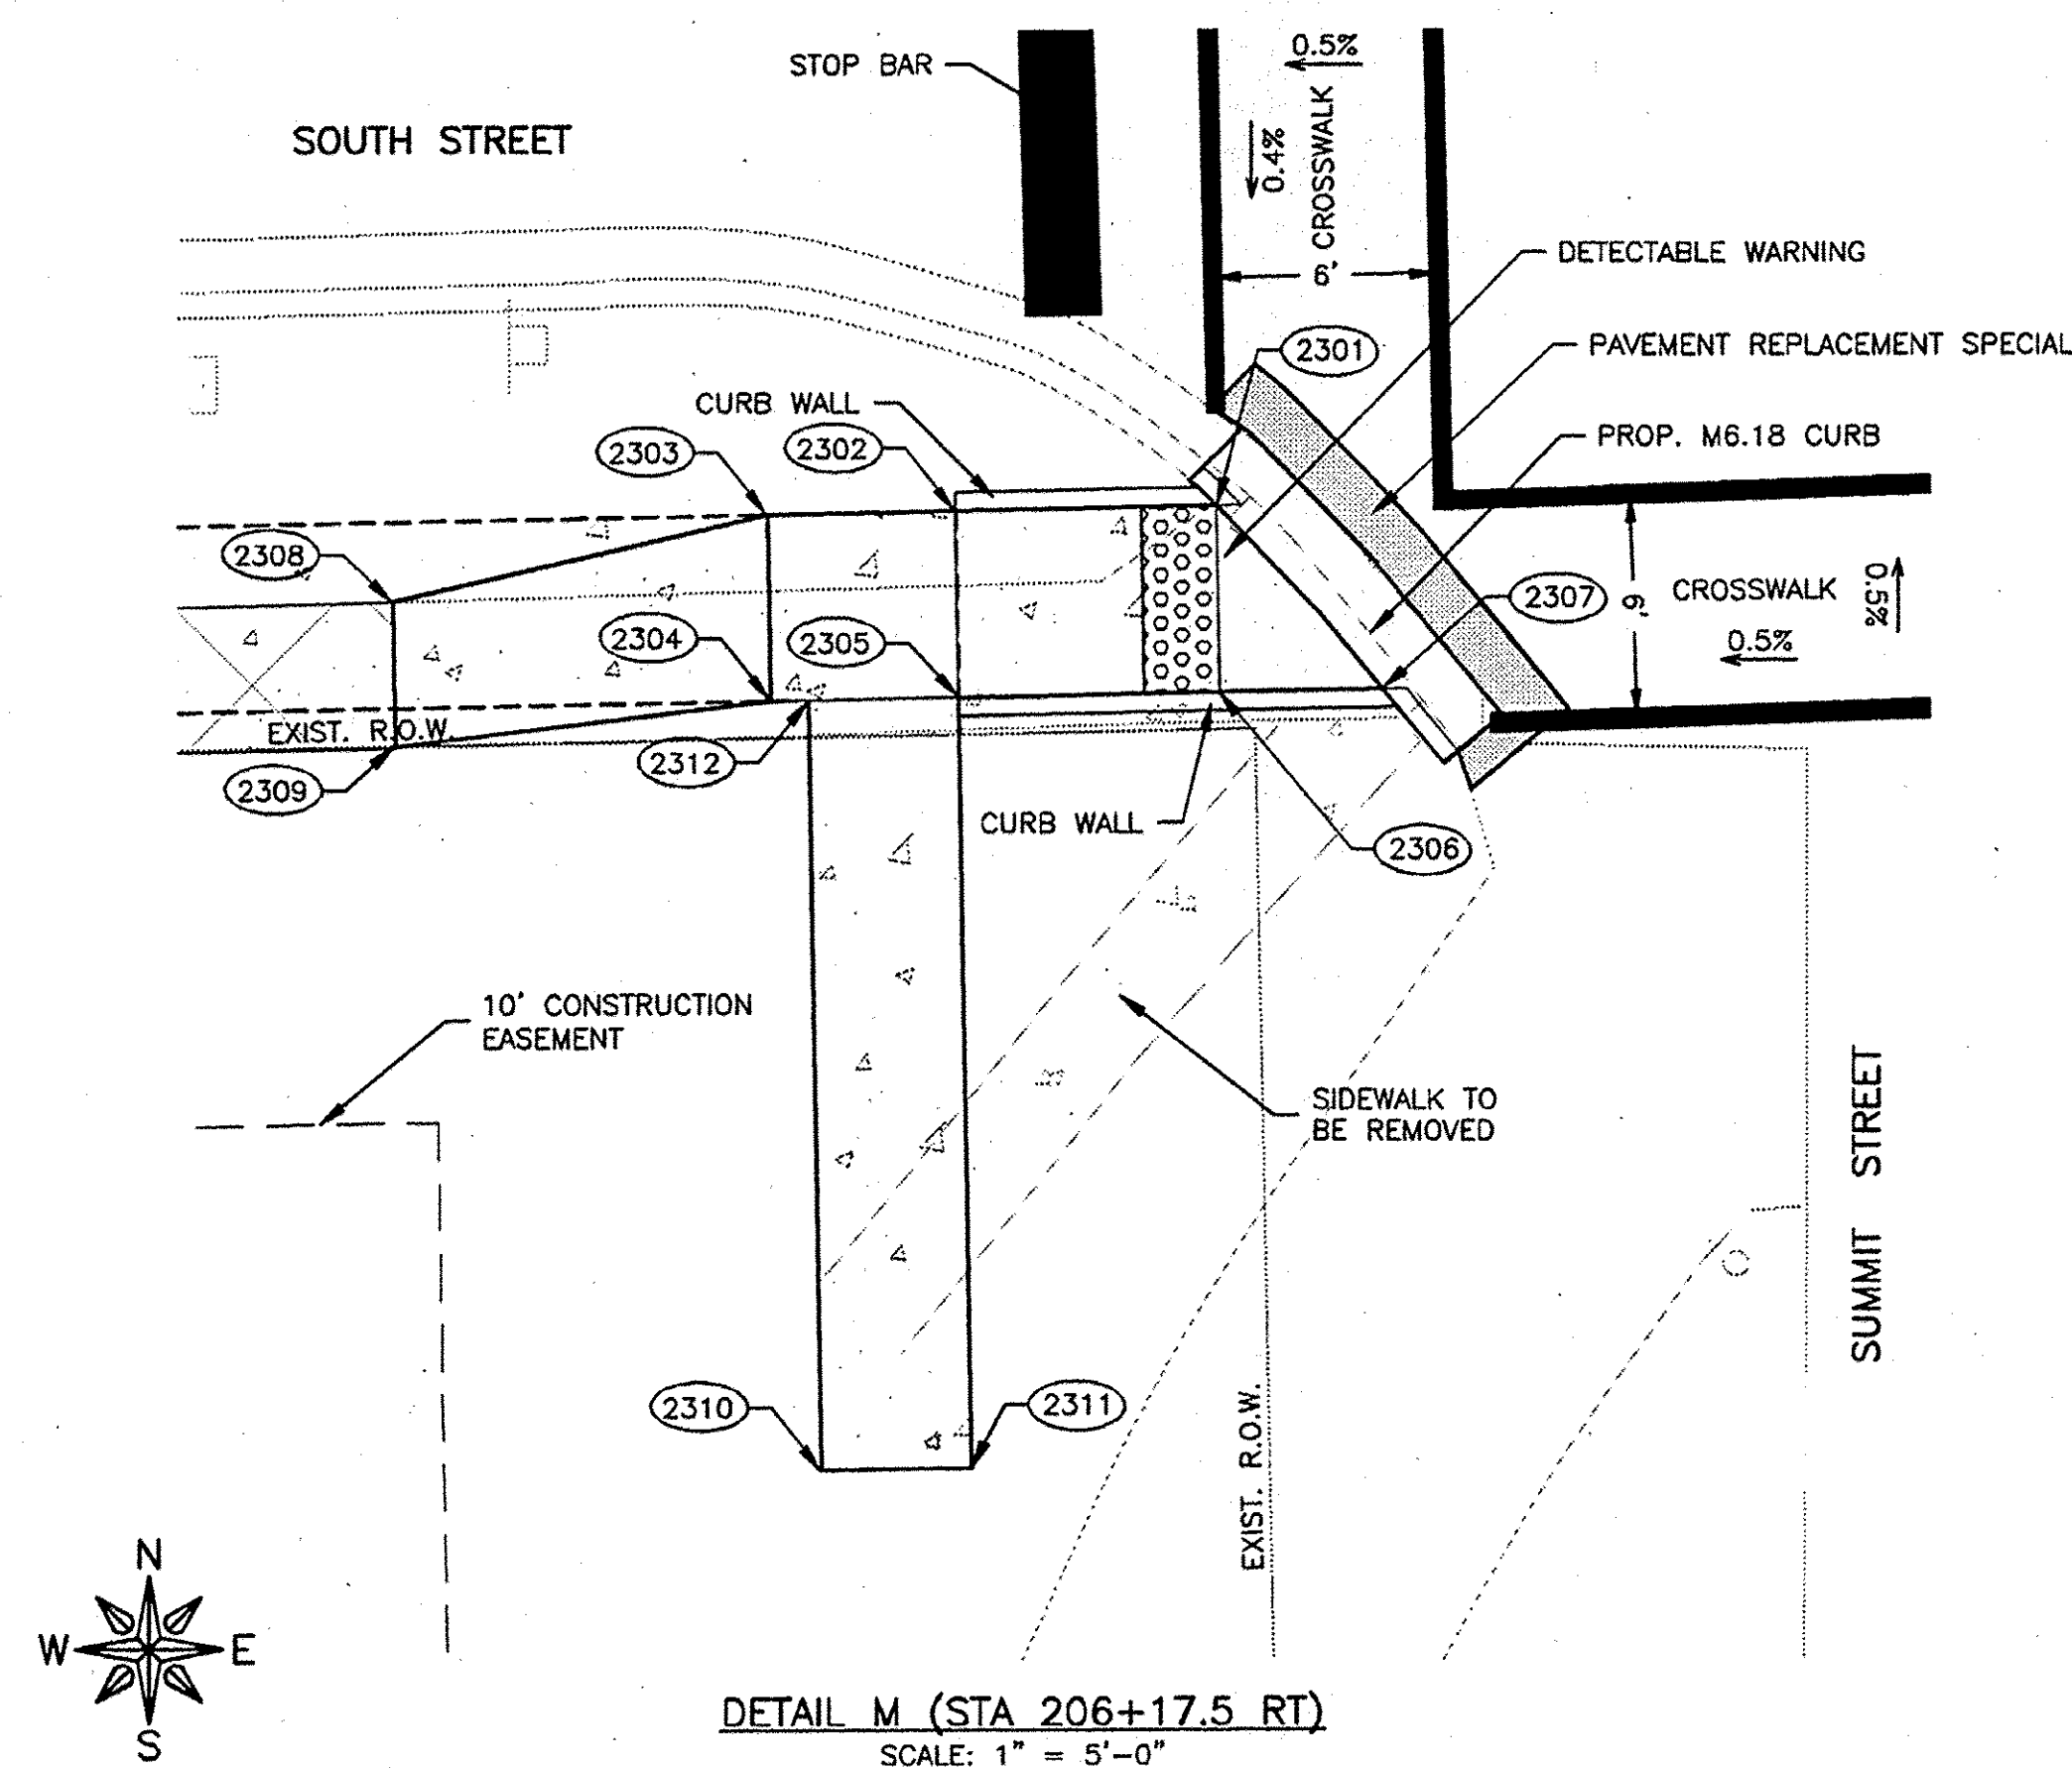 STOP BAR
0.5%
SOUTH STREET
0.4%
CROSSWALK
6'
DETECTABLE WARNING
2301
PAVEMENT REPLACEMENT SPECIAL
CURB WALL
2303
2302
PROP. M6.18 CURB
2308
2307
CROSSWALK
0.5%
6'
2304
2305
0.5%
EXIST. R.O.W.
2312
2309
CURB WALL
2306
10' CONSTRUCTION
EASEMENT
SIDEWALK TO
BE REMOVED
SUMMIT STREET
2310
2311
EXIST. R.O.W.
N
W E
S
DETAIL M (STA 206+17.5 RT)
SCALE: 1" = 5'-0"